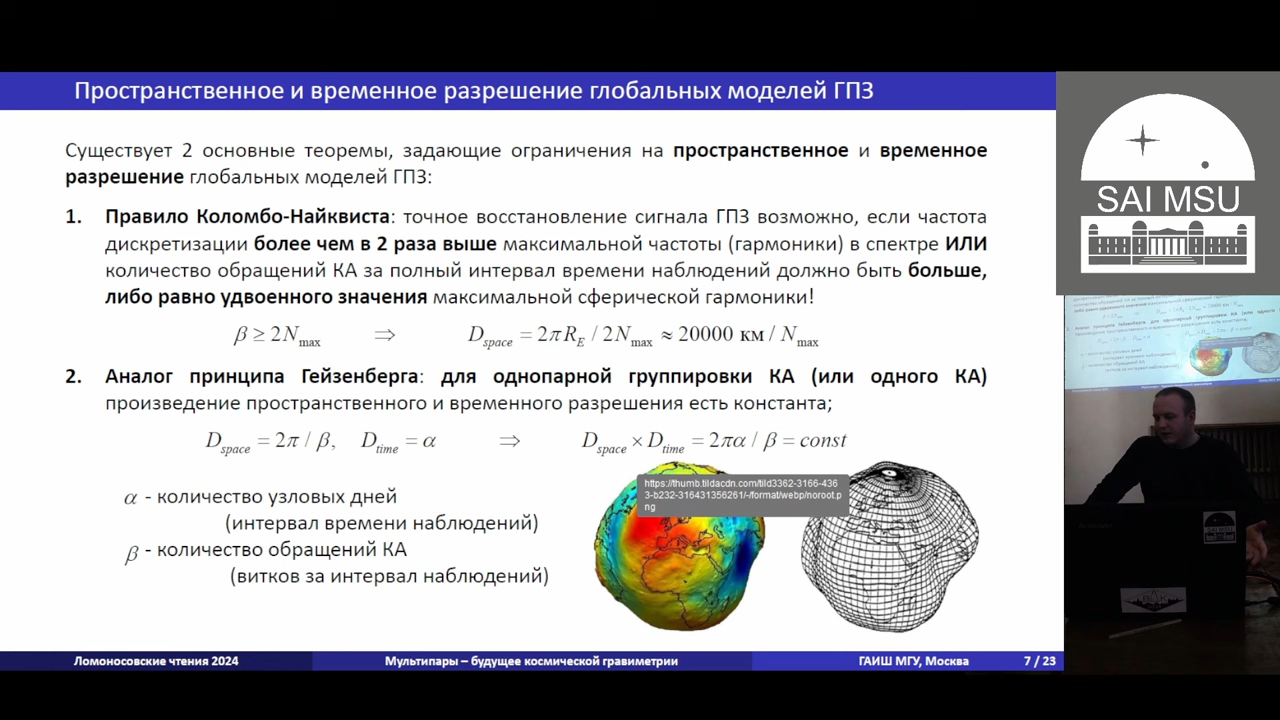 Пространственное и временное разрешение глобальных моделей ГПЗ
Существует 2 основные теоремы, задающие ограничения на пространственное и временное
разрешение глобальных моделей ГПЗ:
1. Правило Коломбо-Найквиста: точное восстановление сигнала ГПЗ возможно, если частота
дискретизации более чем в 2 раза выше максимальной частоты (гармоники) в спектре ИЛИ
количество обращений КА за полный интервал времени наблюдений должно быть больше,
либо равно удвоенного значения максимальной сферической гармоники!
β ≥ 2N_max ⇒ D_space = 2πR_E / 2N_max ≈ 20000 км / N_max
2. Аналог принципа Гейзенберга: для однопарной группировки КА (или одного КА)
произведение пространственного и временного разрешения есть константа;
D_space = 2π / β, D_time = α ⇒ D_space × D_time = 2πα / β = const
α - количество узловых дней
(интервал времени наблюдений)
β - количество обращений КА
(витков за интервал наблюдений)
https://thumb.tildacdn.com/tild3362-3166-436
3-b232-316431356261/-/format/webp/noroot.p
ng
Ломоносовские чтения 2024
Мультипары – будущее космической гравиметрии
ГАИШ МГУ, Москва
7 / 23
SAI MSU
SAI MSU